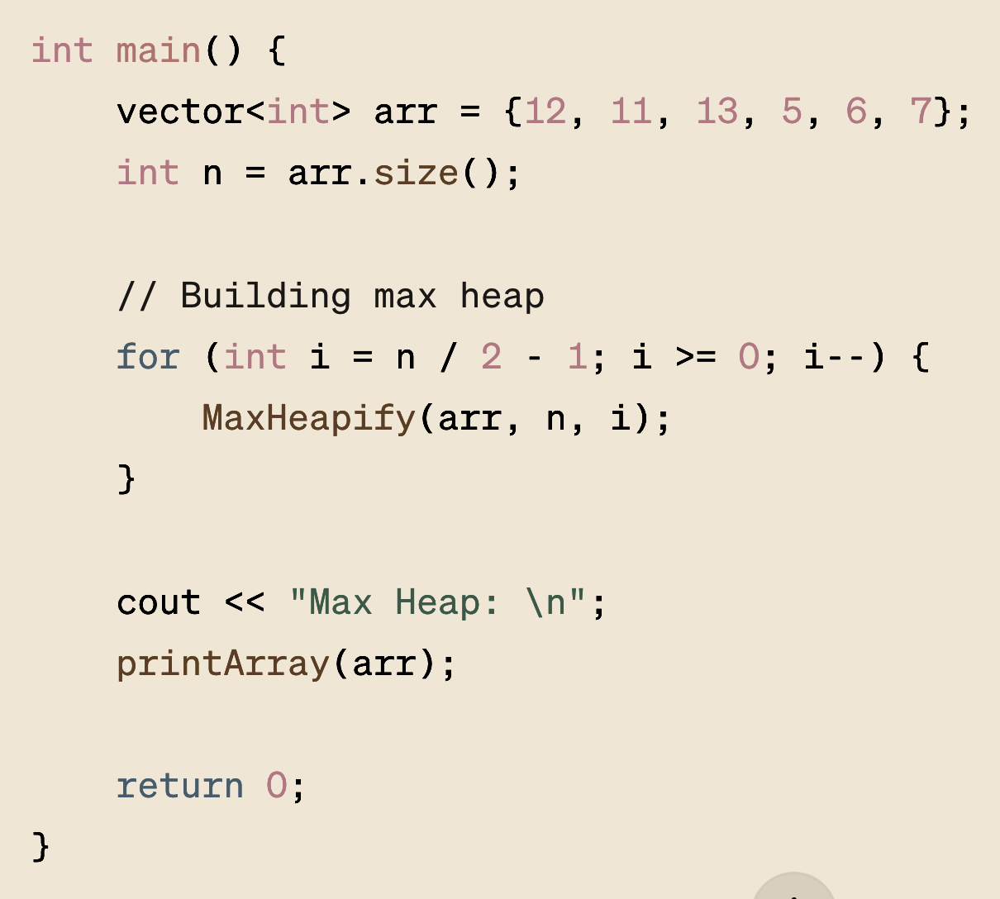 int main() {
    vector<int> arr = {12, 11, 13, 5, 6, 7};
    int n = arr.size();

    // Building max heap
    for (int i = n / 2 - 1; i >= 0; i--) {
        MaxHeapify(arr, n, i);
    }

    cout << "Max Heap: \n";
    printArray(arr);

    return 0;
}